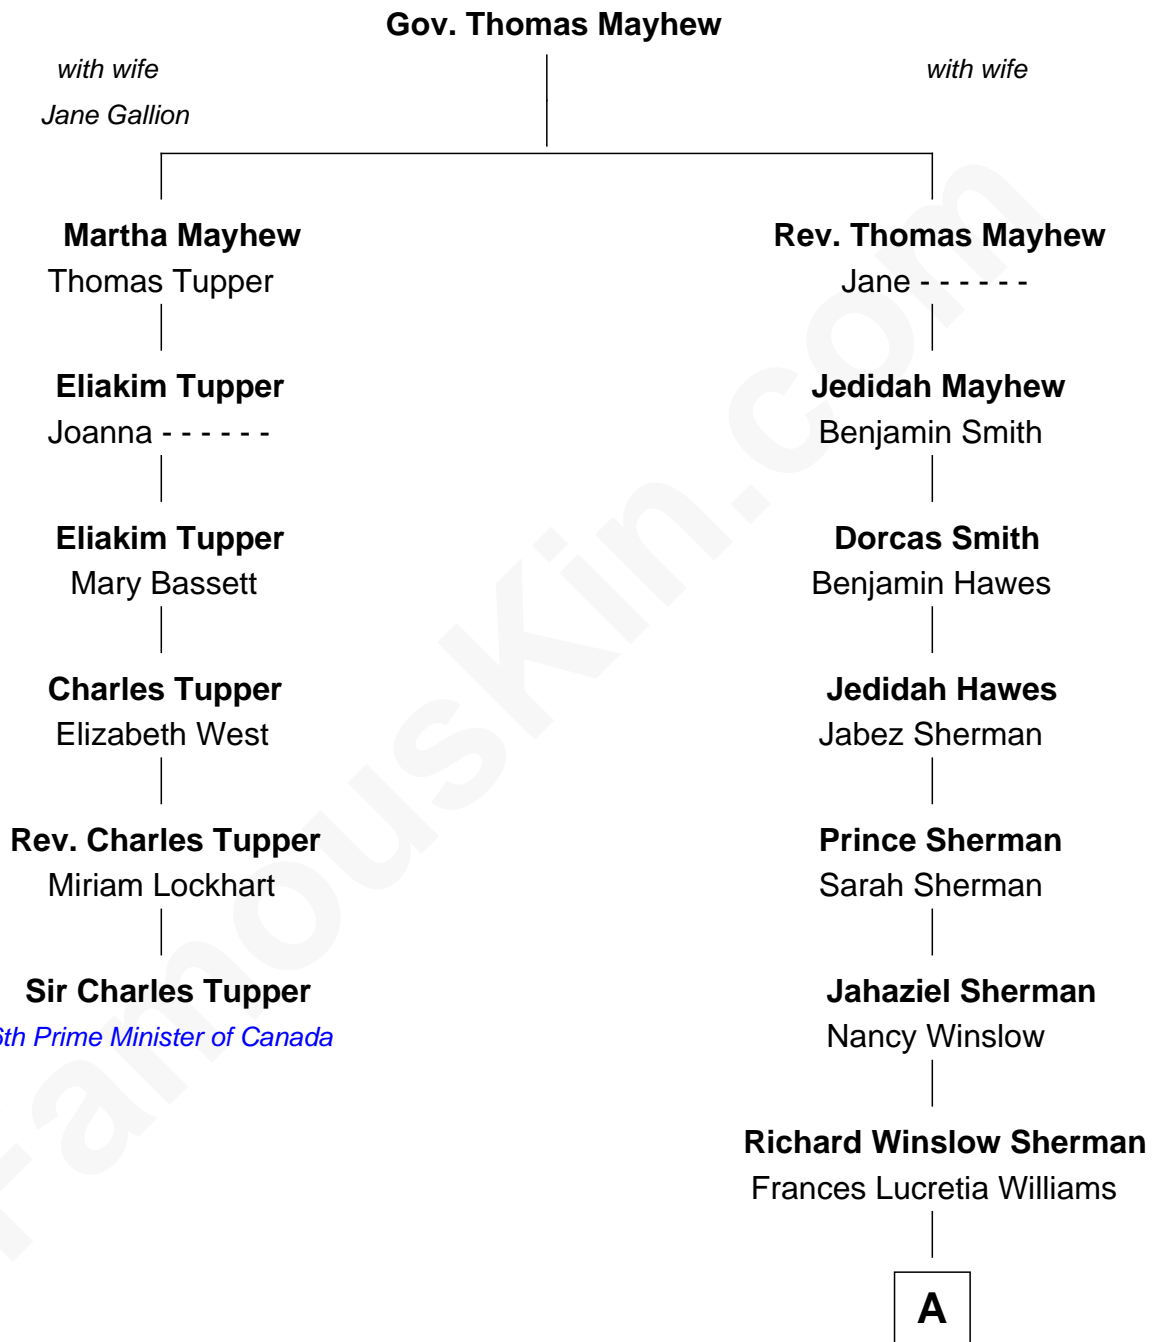 Gov. Thomas Mayhew
with wife
Jane Gallion
with wife
Martha Mayhew
Thomas Tupper
Rev. Thomas Mayhew
Jane - - - - - -
Eliakim Tupper
Joanna - - - - - -
Jedidah Mayhew
Benjamin Smith
Eliakim Tupper
Mary Bassett
Dorcas Smith
Benjamin Hawes
Charles Tupper
Elizabeth West
Jedidah Hawes
Jabez Sherman
Rev. Charles Tupper
Miriam Lockhart
Prince Sherman
Sarah Sherman
Sir Charles Tupper
6th Prime Minister of Canada
Jahaziel Sherman
Nancy Winslow
Richard Winslow Sherman
Frances Lucretia Williams
A
FamousKin.com